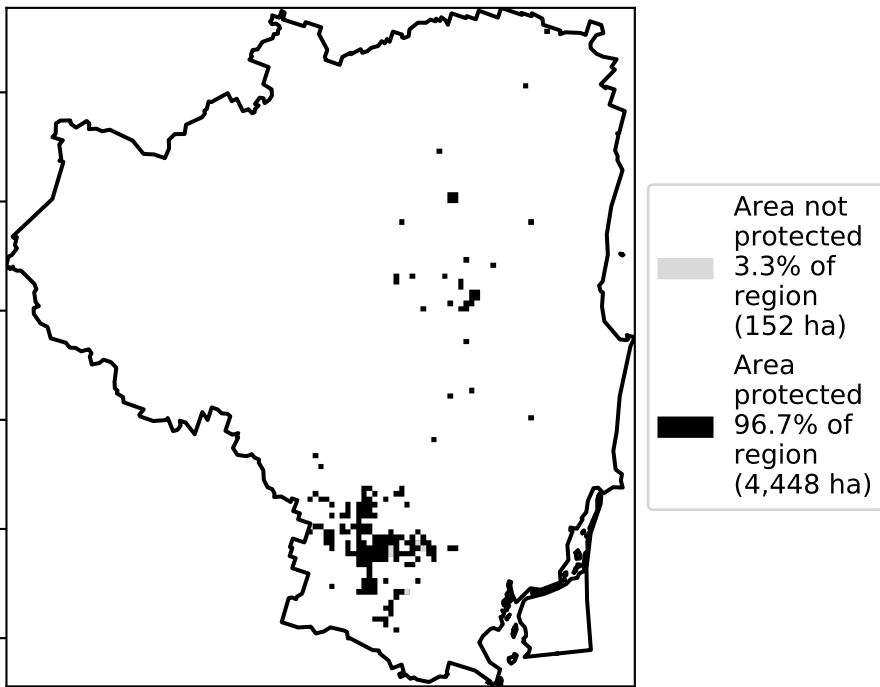 Area not
protected
3.3% of
region
(152 ha)
Area
protected
96.7% of
region
(4,448 ha)